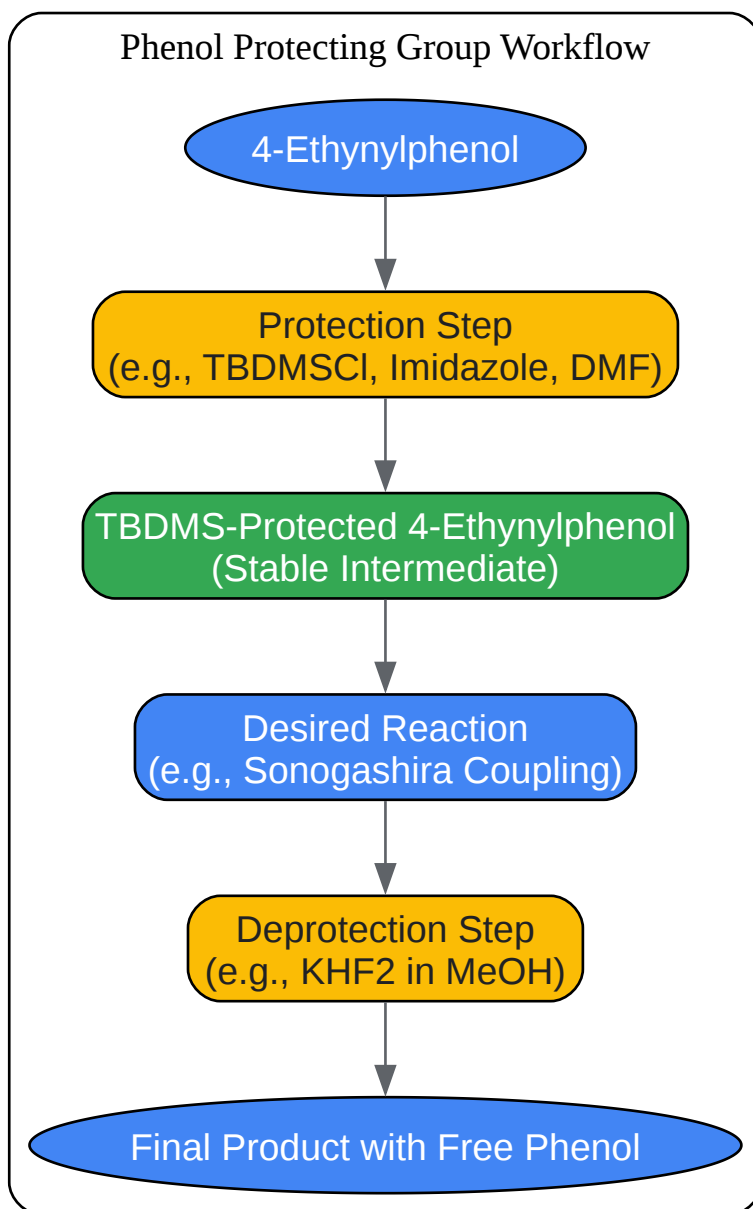 Phenol Protecting Group Workflow
4-Ethynylphenol
Protection Step
(e.g., TBDMSCl, Imidazole, DMF)
TBDMS-Protected 4-Ethynylphenol
(Stable Intermediate)
Desired Reaction
(e.g., Sonogashira Coupling)
Deprotection Step
(e.g., KHF2 in MeOH)
Final Product with Free Phenol